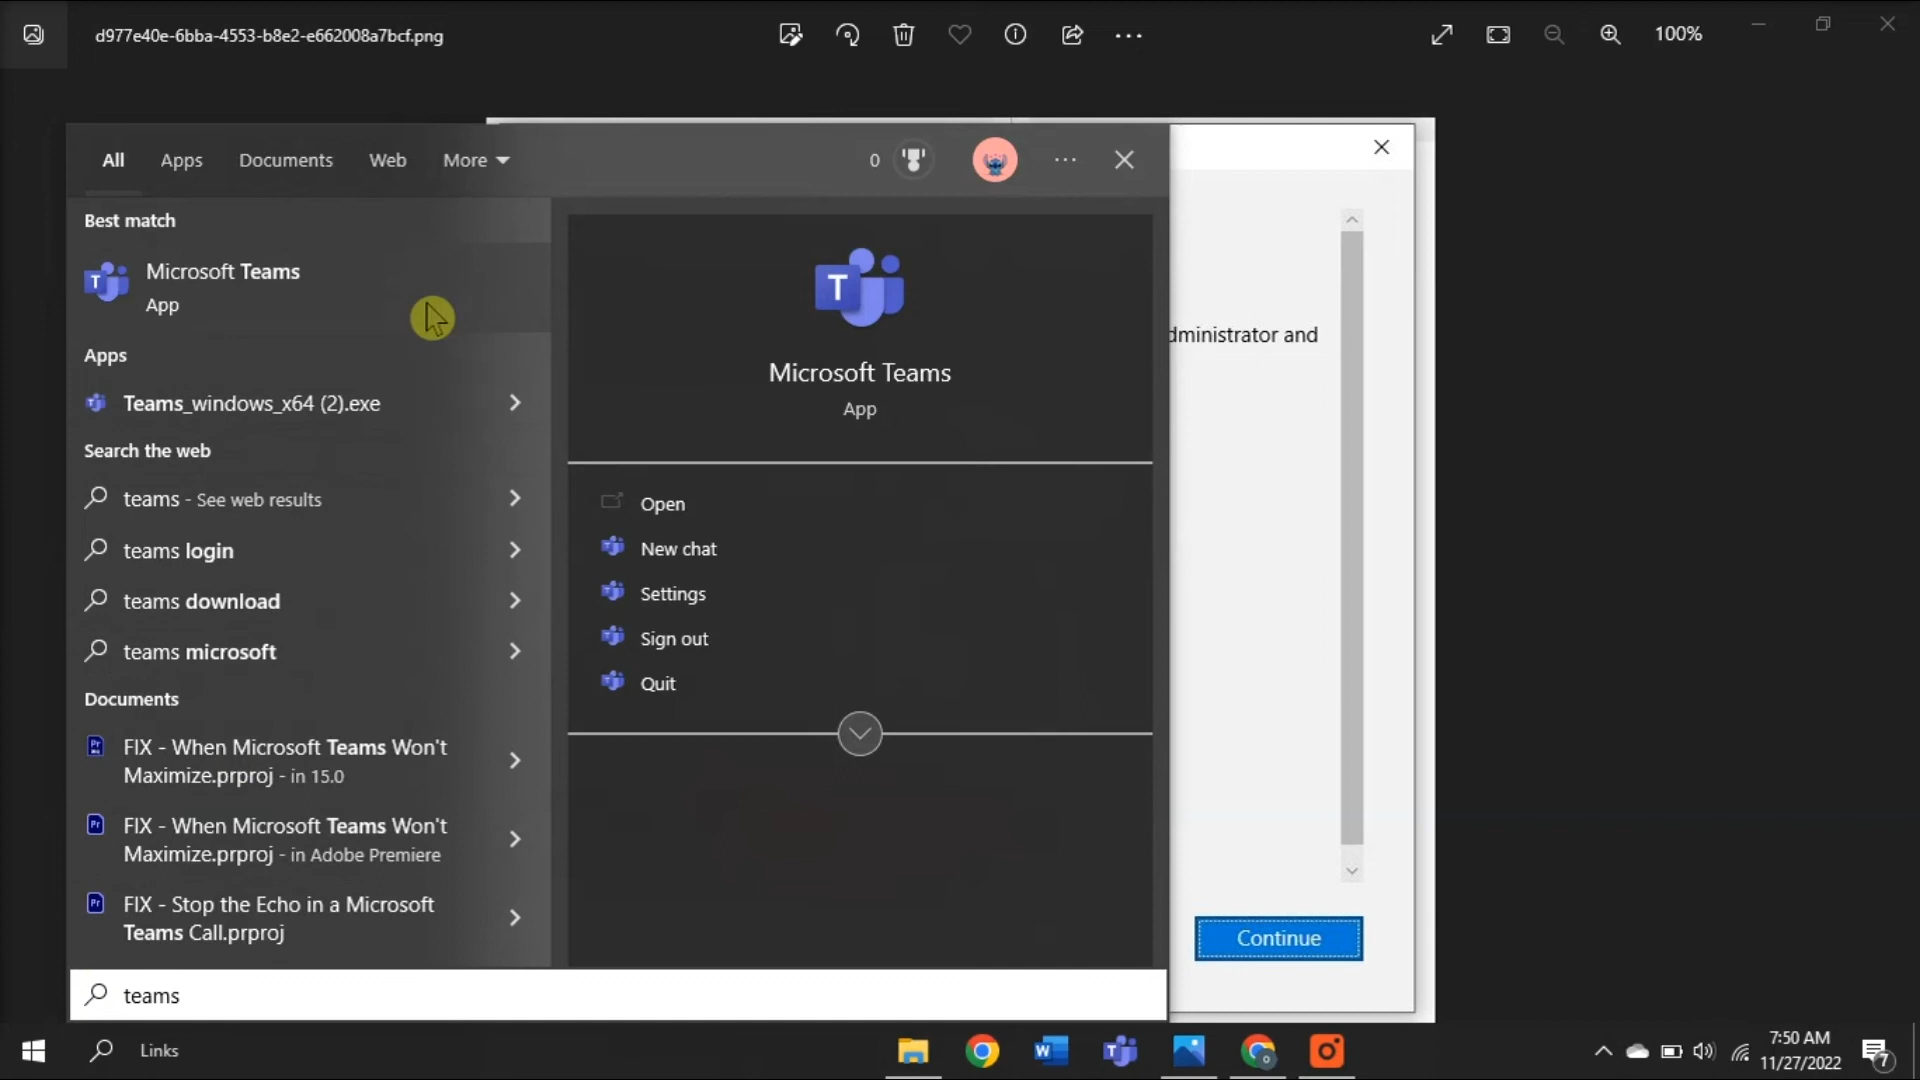 d977e40e-6bba-4553-b8e2-e662008a7bcf.png
100%
All Apps Documents Web More
0
Best match
Microsoft Teams
App
Apps
Teams_windows_x64 (2).exe
Search the web
teams - See web results
teams login
teams download
teams microsoft
Documents
FIX - When Microsoft Teams Won't
Maximize.prproj - in 15.0
FIX - When Microsoft Teams Won't
Maximize.prproj - in Adobe Premiere
FIX - Stop the Echo in a Microsoft
Teams Call.prproj
T
Microsoft Teams
App
Open
New chat
Settings
Sign out
Quit
dministrator and
Continue
teams
Links
7:50 AM
11/27/2022
7